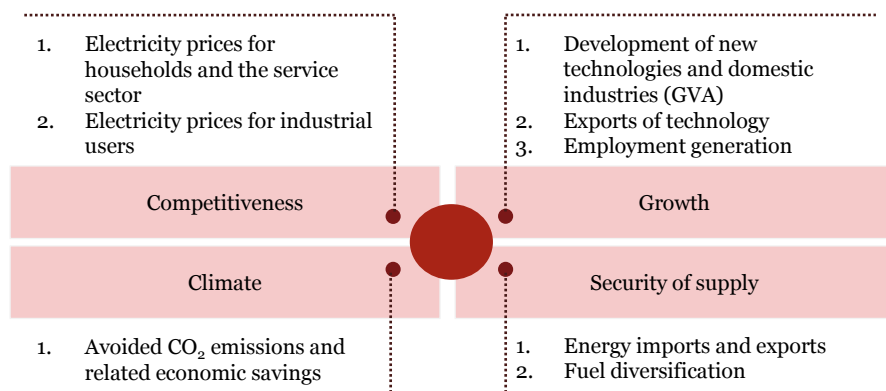 1. Electricity prices for
households and the service
sector
2. Electricity prices for industrial
users
1. Development of new
technologies and domestic
industries (GVA)
2. Exports of technology
3. Employment generation
Competitiveness
Growth
Climate
Security of supply
1. Avoided CO₂ emissions and
related economic savings
1. Energy imports and exports
2. Fuel diversification